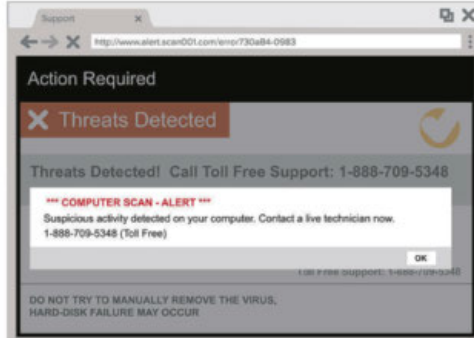 Support
http://www.alert.scan001.com/error730a84-0983
Action Required
Threats Detected
Threats Detected! Call Toll Free Support: 1-888-709-5348
*** COMPUTER SCAN - ALERT ***
Suspicious activity detected on your computer. Contact a live technician now.
1-888-709-5348 (Toll Free)
OK
Toll Free Support: 1-888-709-5348
DO NOT TRY TO MANUALLY REMOVE THE VIRUS,
HARD-DISK FAILURE MAY OCCUR